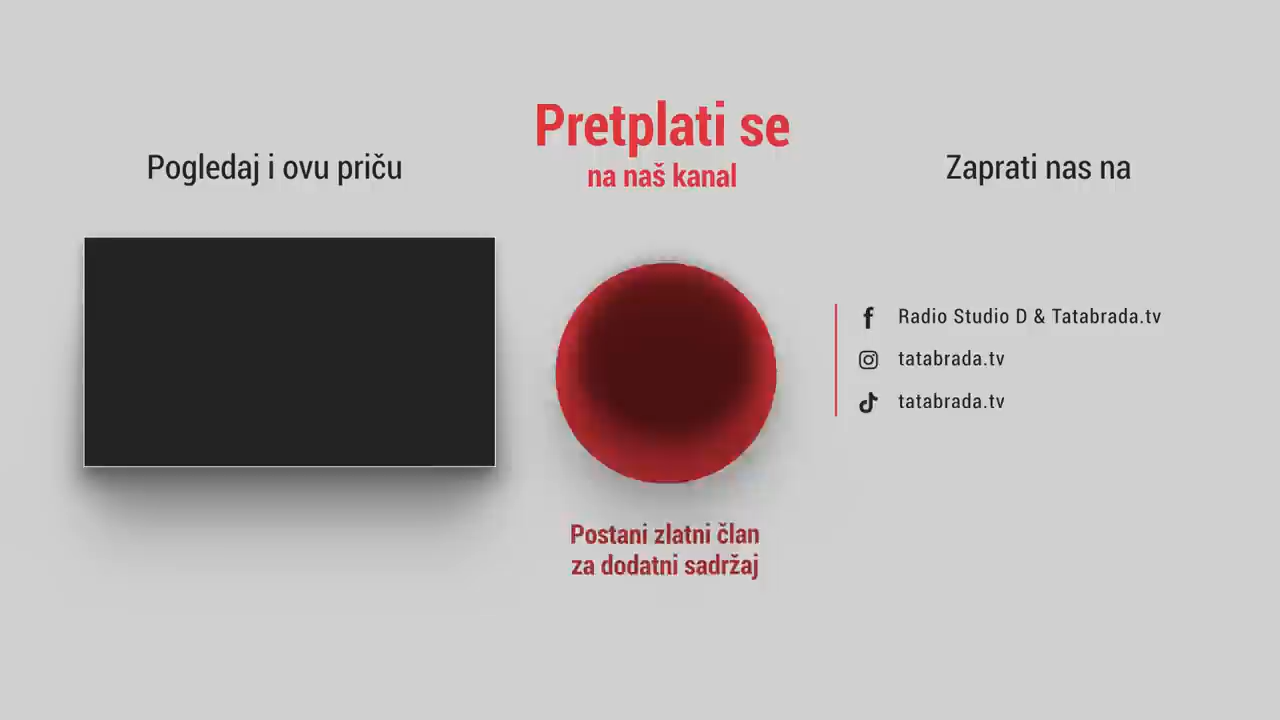 Pogledaj i ovu priču
Pretplati se
na naš kanal
Postani zlatni član
za dodatni sadržaj
Zaprati nas na
Radio Studio D & Tatabrada.tv
tatabrada.tv
tatabrada.tv